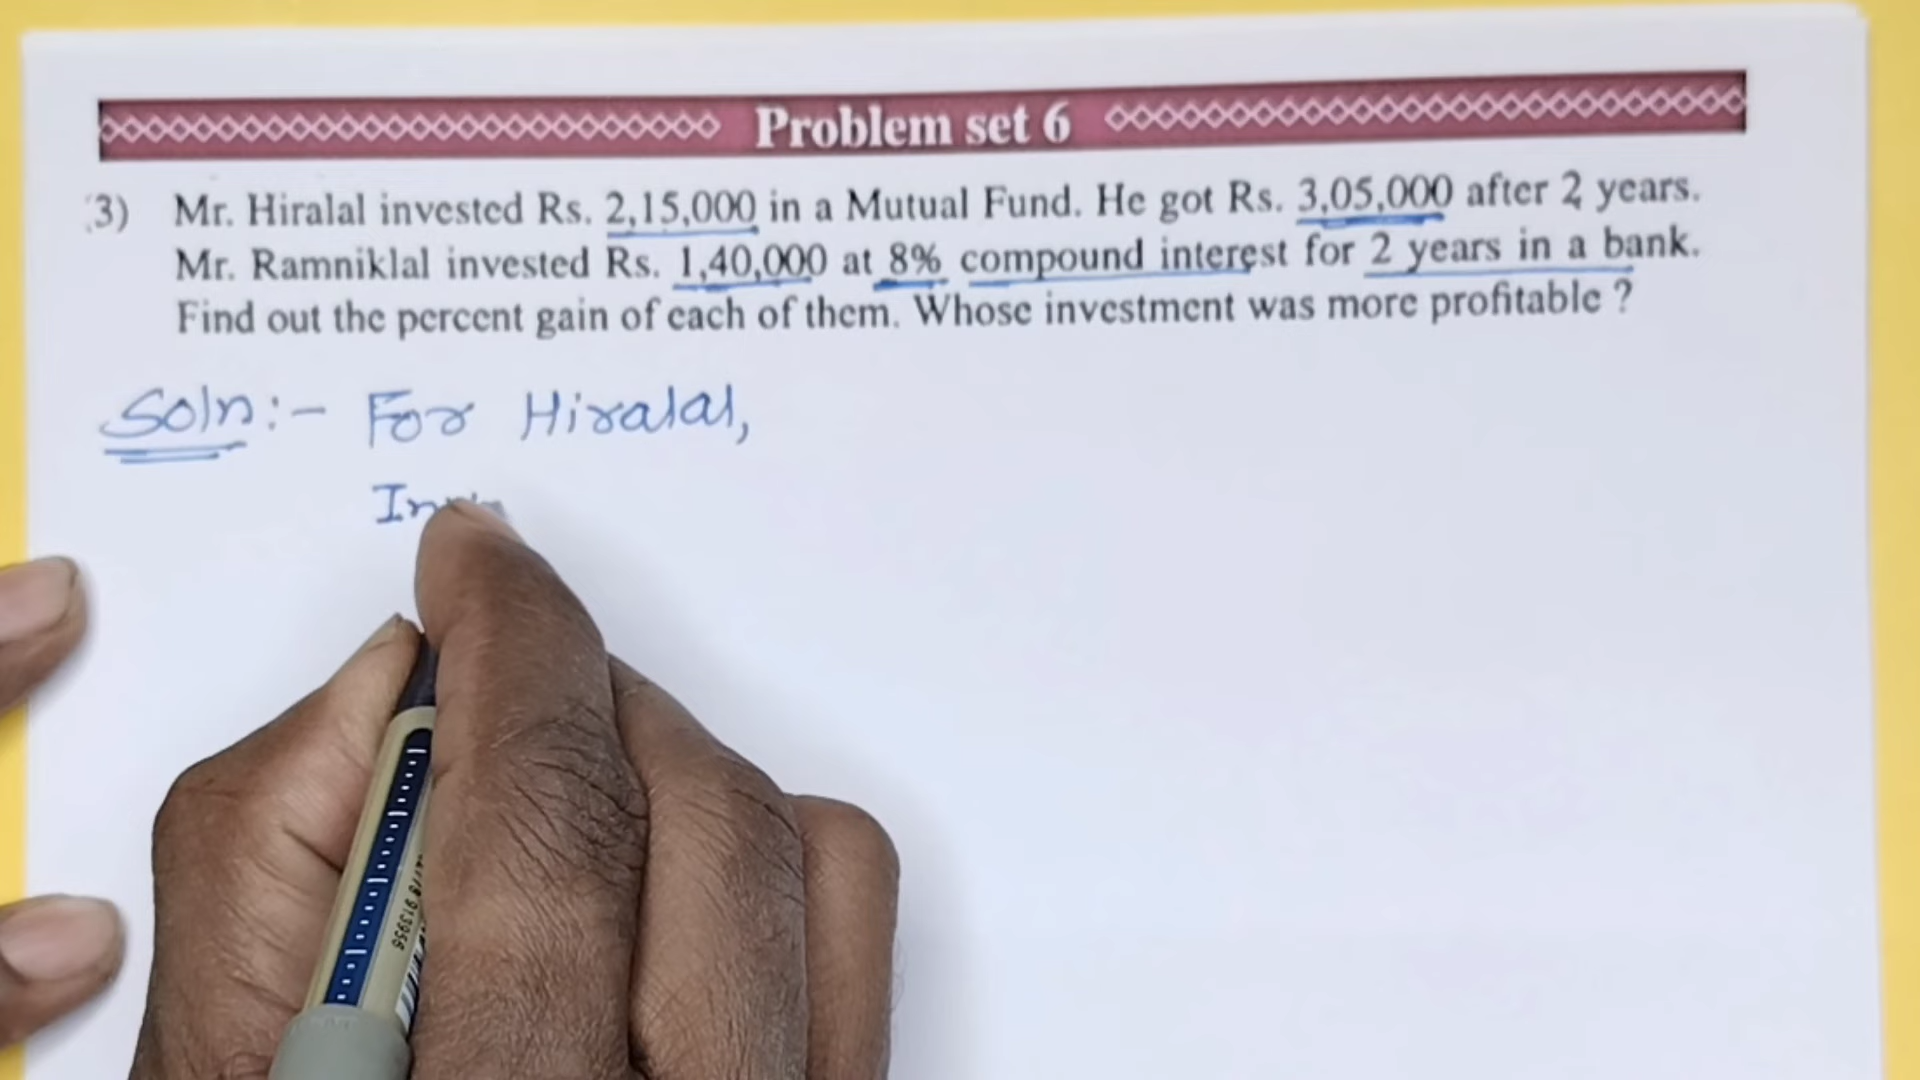 Problem set 6
3) Mr. Hiralal invested Rs. 2,15,000 in a Mutual Fund. He got Rs. 3,05,000 after 2 years.
Mr. Ramniklal invested Rs. 1,40,000 at 8% compound interest for 2 years in a bank.
Find out the percent gain of each of them. Whose investment was more profitable ?
Soln:- For Hiralal,